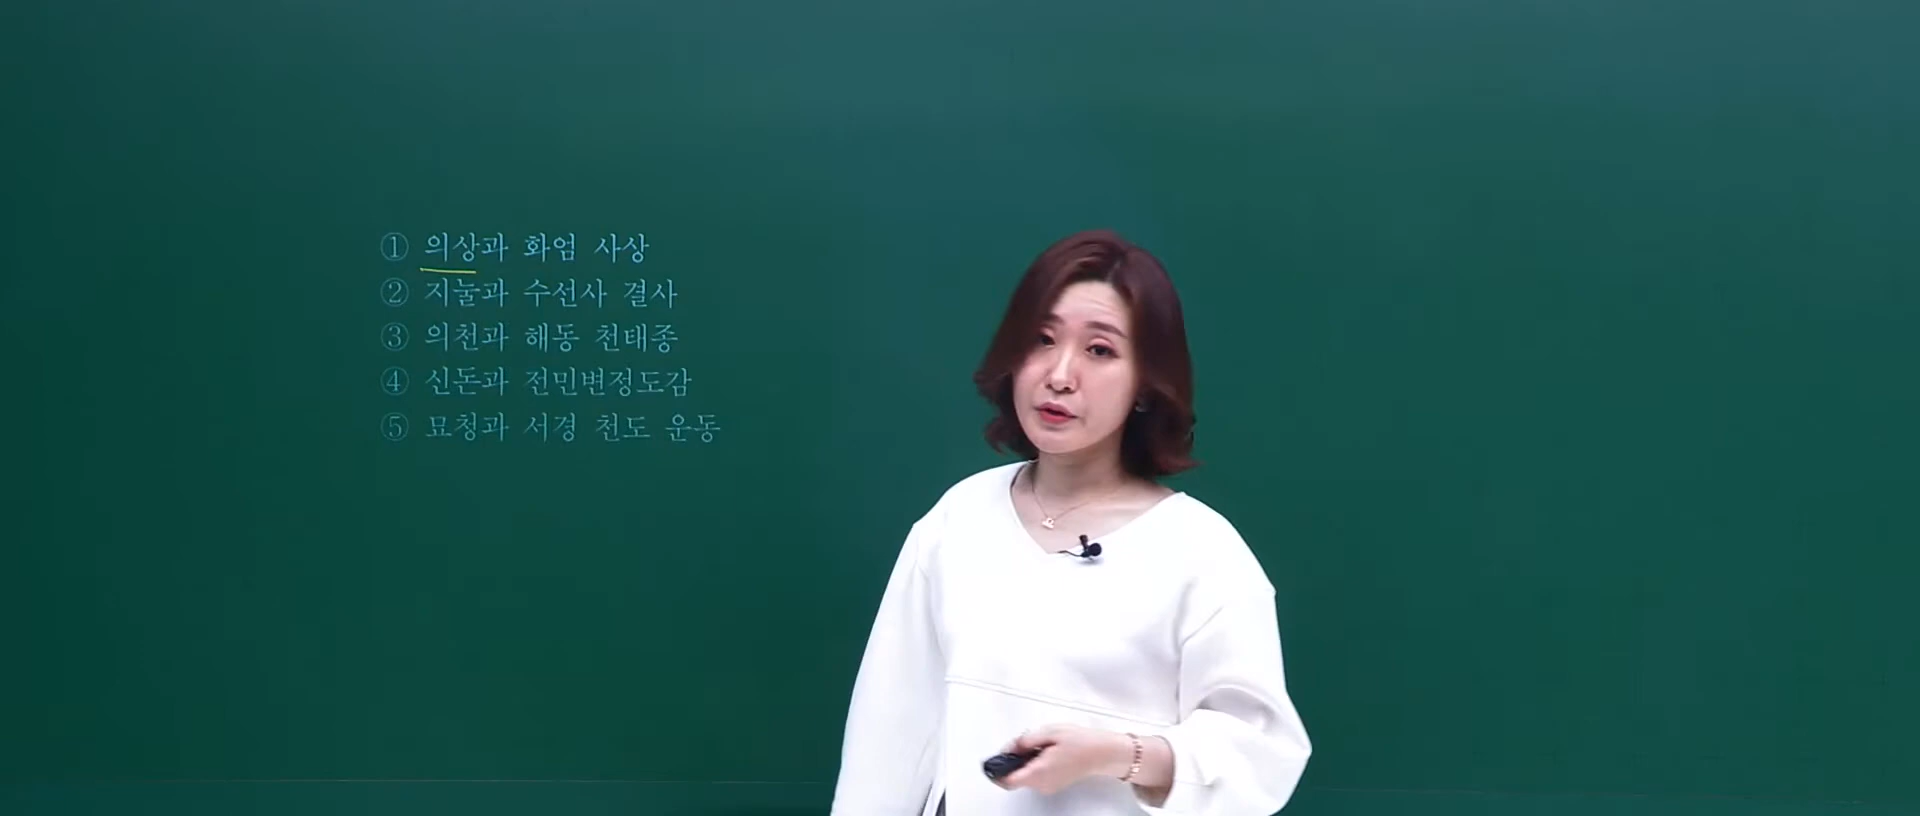 ① 의상과 화엄 사상
② 지눌과 수선사 결사
③ 의천과 해동 천태종
④ 신돈과 전민변정도감
⑤ 묘청과 서경 천도 운동